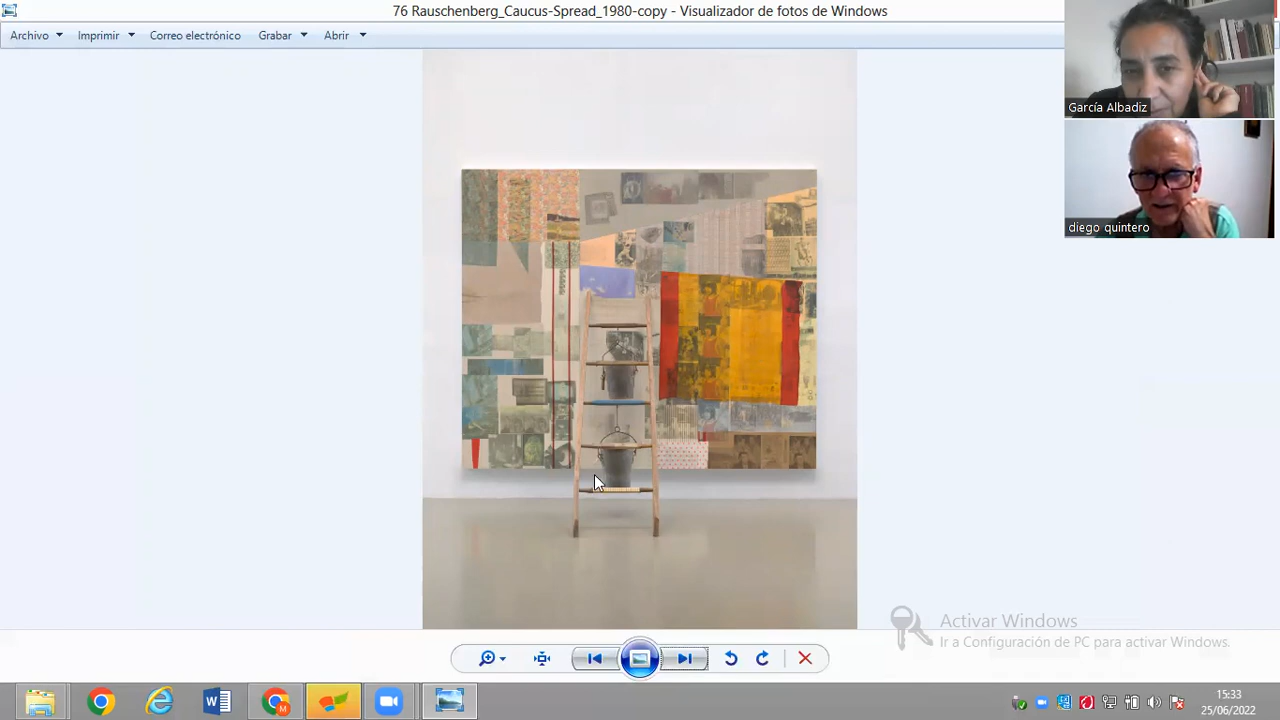 76 Rauschenberg_Caucus-Spread_1980-copy - Visualizador de fotos de Windows
Archivo Imprimir Correo electrónico Grabar Abrir
García Albadiz
diego quintero
Activar Windows
Ir a Configuración de PC para activar Windows.
15:33
25/06/2022